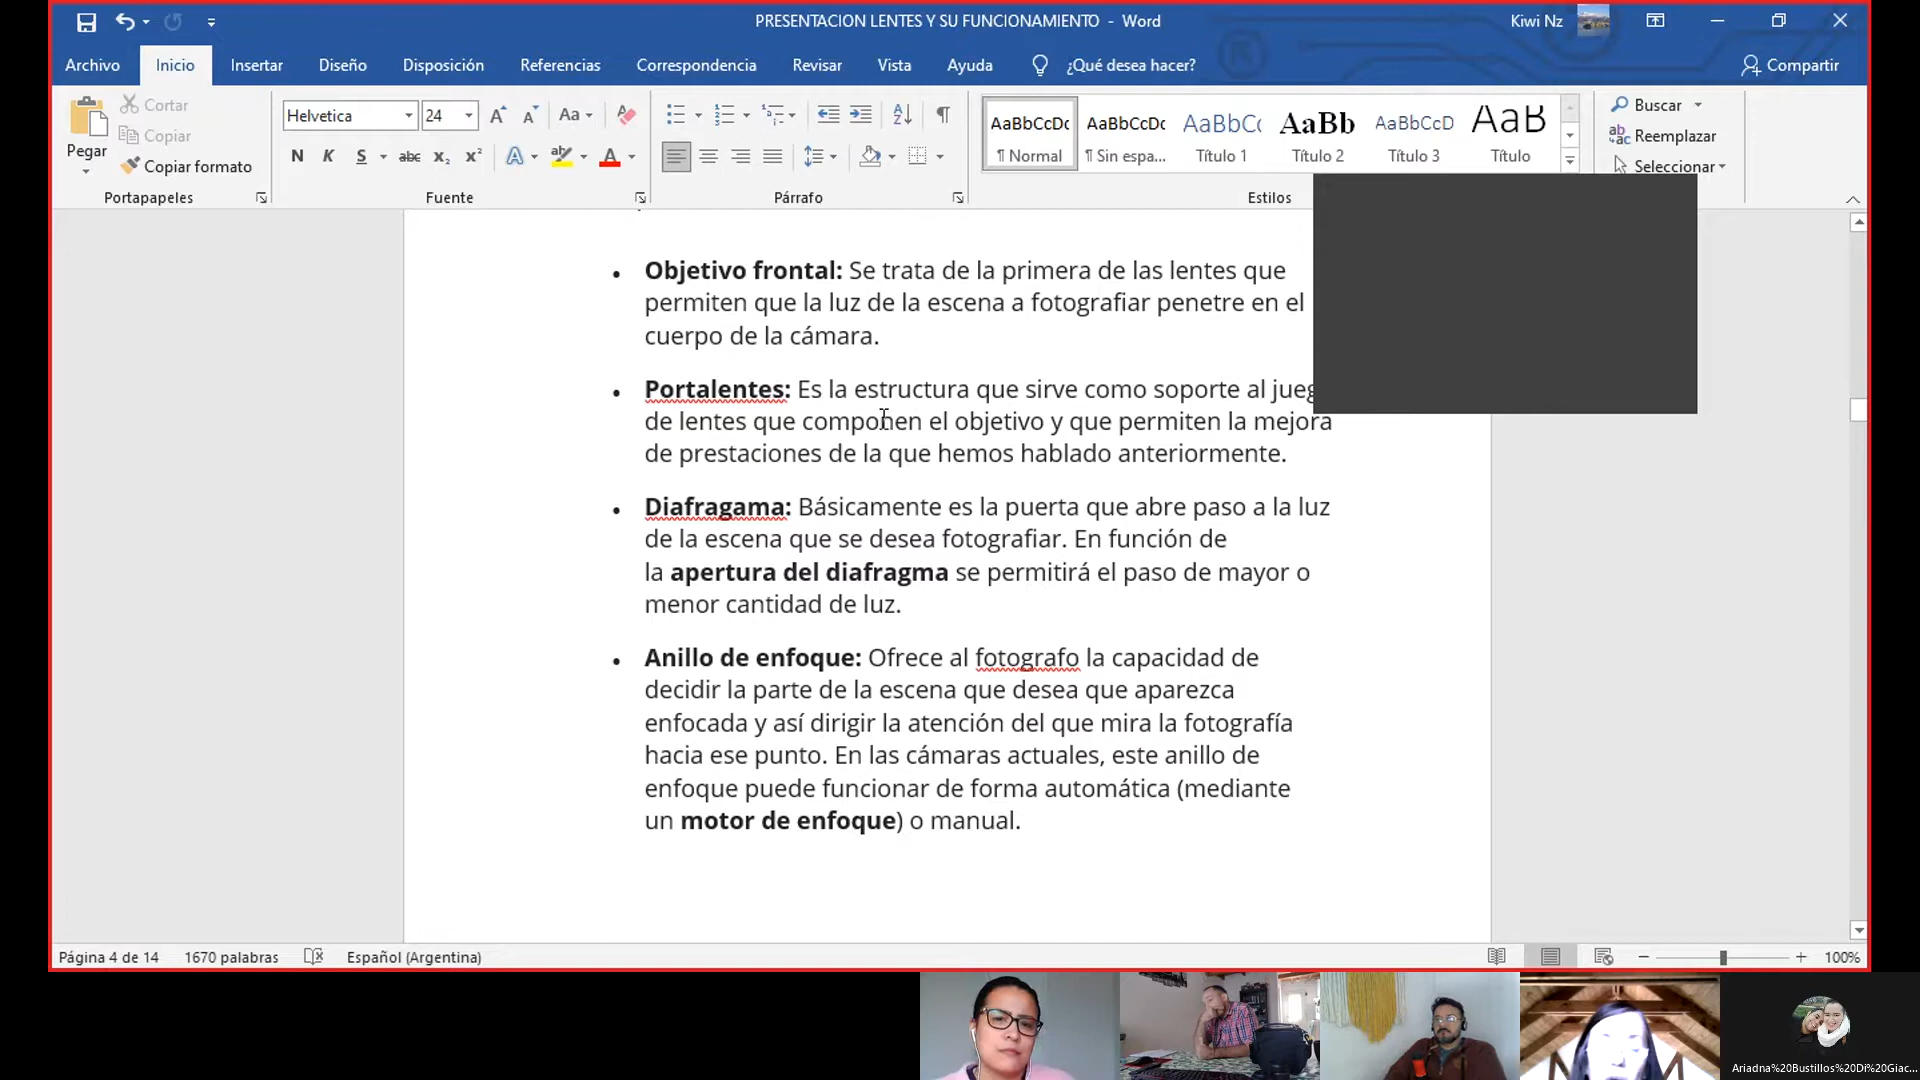 PRESENTACION LENTES Y SU FUNCIONAMIENTO - Word
Kiwi Nz
Archivo Inicio Insertar Diseño Disposición Referencias Correspondencia Revisar Vista Ayuda ¿Qué desea hacer? Compartir
Pegar
Cortar
Copiar
Copiar formato
Portapapeles
Helvetica 24
Aa
N K S abc x₂ x² A A
Fuente
Párrafo
AaBbCcDc AaBbCcDc AaBbCc AaBb AaBbCcD AaB
¶ Normal ¶ Sin espa... Título 1 Título 2 Título 3 Título
Estilos
Buscar
Reemplazar
Seleccionar
• Objetivo frontal: Se trata de la primera de las lentes que
permiten que la luz de la escena a fotografiar penetre en el
cuerpo de la cámara.
• Portalentes: Es la estructura que sirve como soporte al
de lentes que componen el objetivo y que permiten la mejora
de prestaciones de la que hemos hablado anteriormente.
• Diafragama: Básicamente es la puerta que abre paso a la luz
de la escena que se desea fotografiar. En función de
la apertura del diafragma se permitirá el paso de mayor o
menor cantidad de luz.
• Anillo de enfoque: Ofrece al fotografo la capacidad de
decidir la parte de la escena que desea que aparezca
enfocada y así dirigir la atención del que mira la fotografía
hacia ese punto. En las cámaras actuales, este anillo de
enfoque puede funcionar de forma automática (mediante
un motor de enfoque) o manual.
Página 4 de 14 1670 palabras Español (Argentina) 100%
Ariadna%20Bustillos%20Di%20Giac...